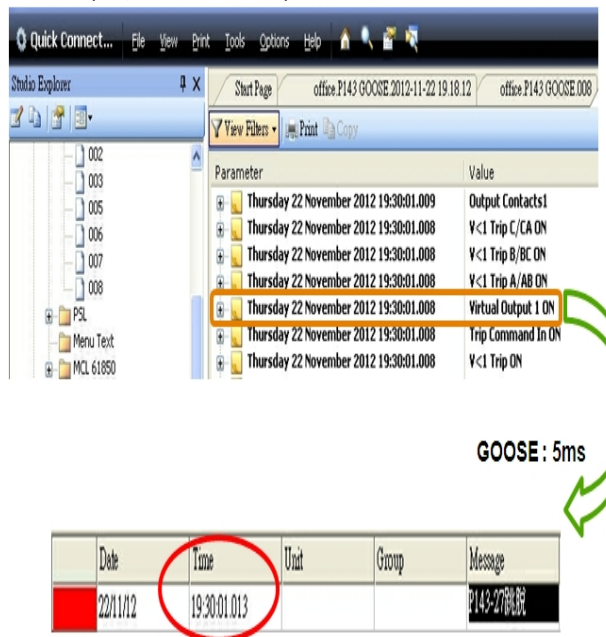 Quick Connect... File View Print Tools Options Help
Studio Explorer
Start Page office.P143 GOOSE.2012-11-22 19.18.12 office.P143 GOOSE.008
View Filters Print Copy
002
003
005
006
007
008
PSL
Menu Text
MCL 61850
Parameter Value
Thursday 22 November 2012 19:30:01.009 Output Contacts1
Thursday 22 November 2012 19:30:01.008 V<1 Trip C/CA ON
Thursday 22 November 2012 19:30:01.008 V<1 Trip B/BC ON
Thursday 22 November 2012 19:30:01.008 V<1 Trip A/AB ON
Thursday 22 November 2012 19:30:01.008 Virtual Output 1 ON
Thursday 22 November 2012 19:30:01.008 Trip Command In ON
Thursday 22 November 2012 19:30:01.008 V<1 Trip ON
GOOSE : 5ms
Date Time Unit Group Message
22/11/12 19:30:01.013 P143-27跳脫